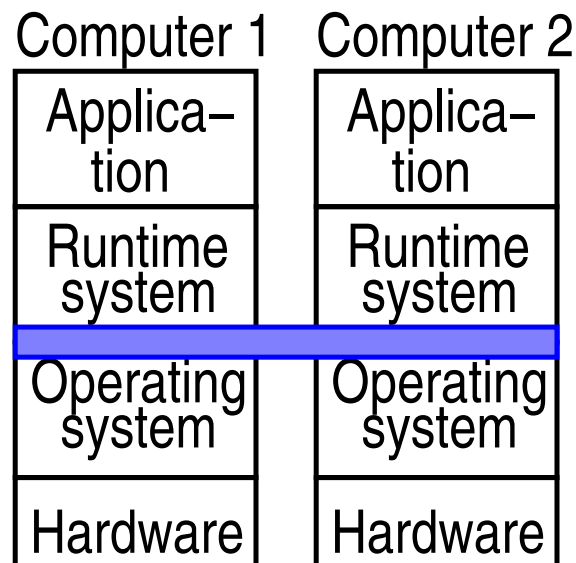 Computer 1 Computer 2
Applica–
tion
Applica–
tion
Runtime
system
Runtime
system
Operating
system
Operating
system
Hardware
Hardware